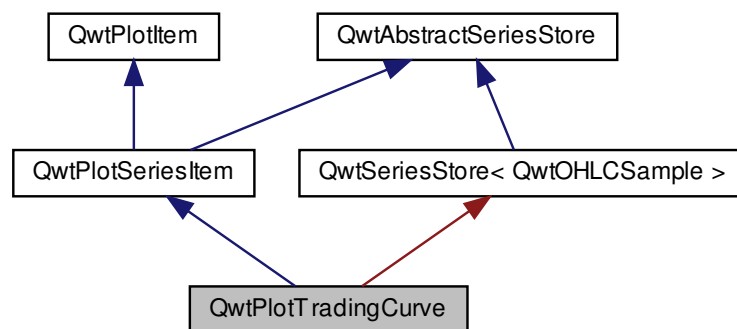 QwtPlotItem
QwtAbstractSeriesStore
QwtPlotSeriesItem
QwtSeriesStore< QwtOHLCSample >
QwtPlotTradingCurve